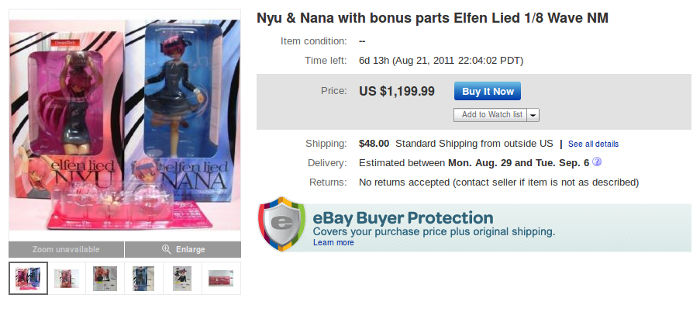 Nyu & Nana with bonus parts Elfen Lied 1/8 Wave NM
Item condition: --
Time left: 6d 13h (Aug 21, 2011 22:04:02 PDT)
Price: US $1,199.99 Buy It Now
Add to Watch list
Shipping: $48.00 Standard Shipping from outside US | See all details
Delivery: Estimated between Mon. Aug. 29 and Tue. Sep. 6 ?
Returns: No returns accepted (contact seller if item is not as described)
e eBay Buyer Protection
Covers your purchase price plus original shipping.
Learn more
elfen lied
NYU
elfen lied
NANA
Zoom unavailable Enlarge